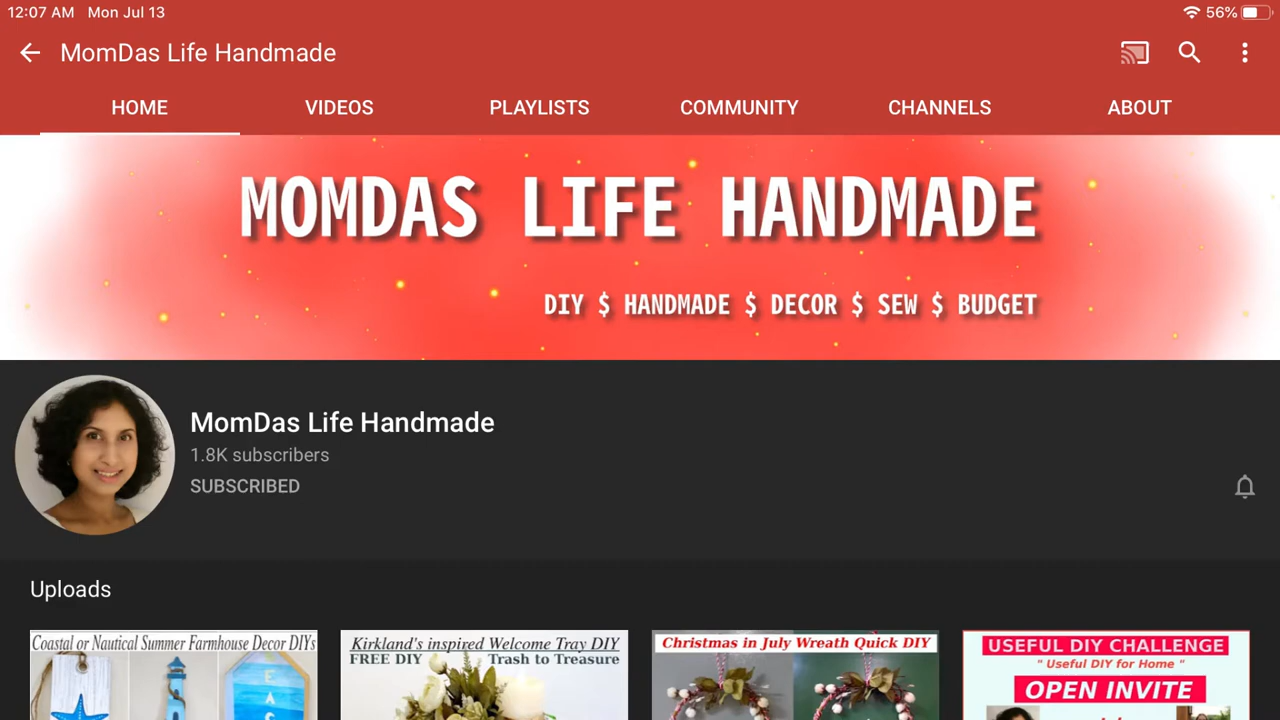 12:07 AM Mon Jul 13
56%
MomDas Life Handmade
HOME VIDEOS PLAYLISTS COMMUNITY CHANNELS ABOUT
MOMDAS LIFE HANDMADE
DIY $ HANDMADE $ DECOR $ SEW $ BUDGET
MomDas Life Handmade
1.8K subscribers
SUBSCRIBED
Uploads
Coastal or Nautical Summer Farmhouse Decor DIYs
Kirkland's inspired Welcome Tray DIY
FREE DIY Trash to Treasure
Christmas in July Wreath Quick DIY
USEFUL DIY CHALLENGE
" Useful DIY for Home "
OPEN INVITE